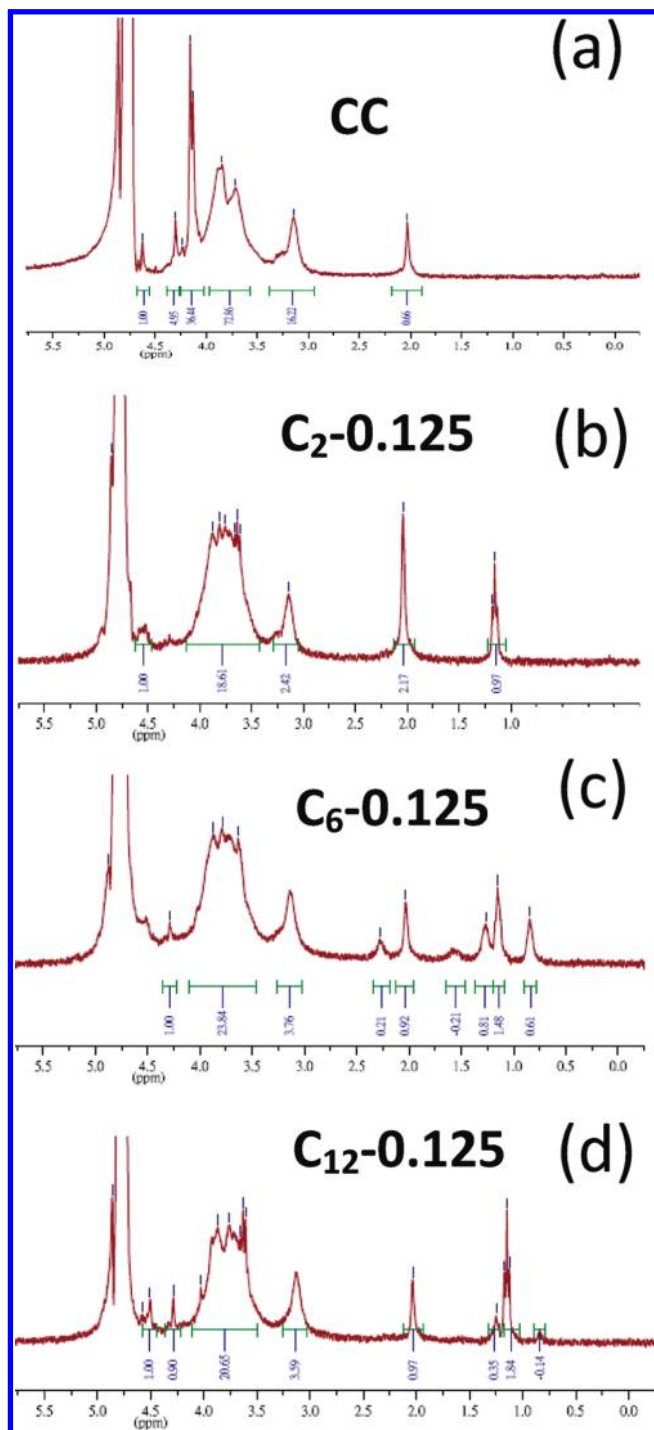 (a)
CC
1.00 4.95 36.44 72.86 16.22 0.66
5.0 4.5 4.0 3.5 3.0 2.5 2.0 1.5 1.0 0.5 0.0
(ppm)
C₂-0.125 (b)
1.00 18.61 2.42 2.17 0.97
5.5 5.0 4.5 4.0 3.5 3.0 2.5 2.0 1.5 1.0
(ppm)
C₆-0.125 (c)
1.00 23.84 3.76 0.21 0.92 -0.21 0.81 1.48 0.61
5.5 5.0 4.5 4.0 3.5 3.0 2.5 2.0 1.5 1.0 0.5 0.0
(ppm)
C₁₂-0.125 (d)
1.00 0.90 20.65 3.59 0.97 0.35 1.84 -0.14
5.5 5.0 4.5 4.0 3.5 3.0 2.5 2.0 1.5 1.0 0.5 0.0
(ppm)